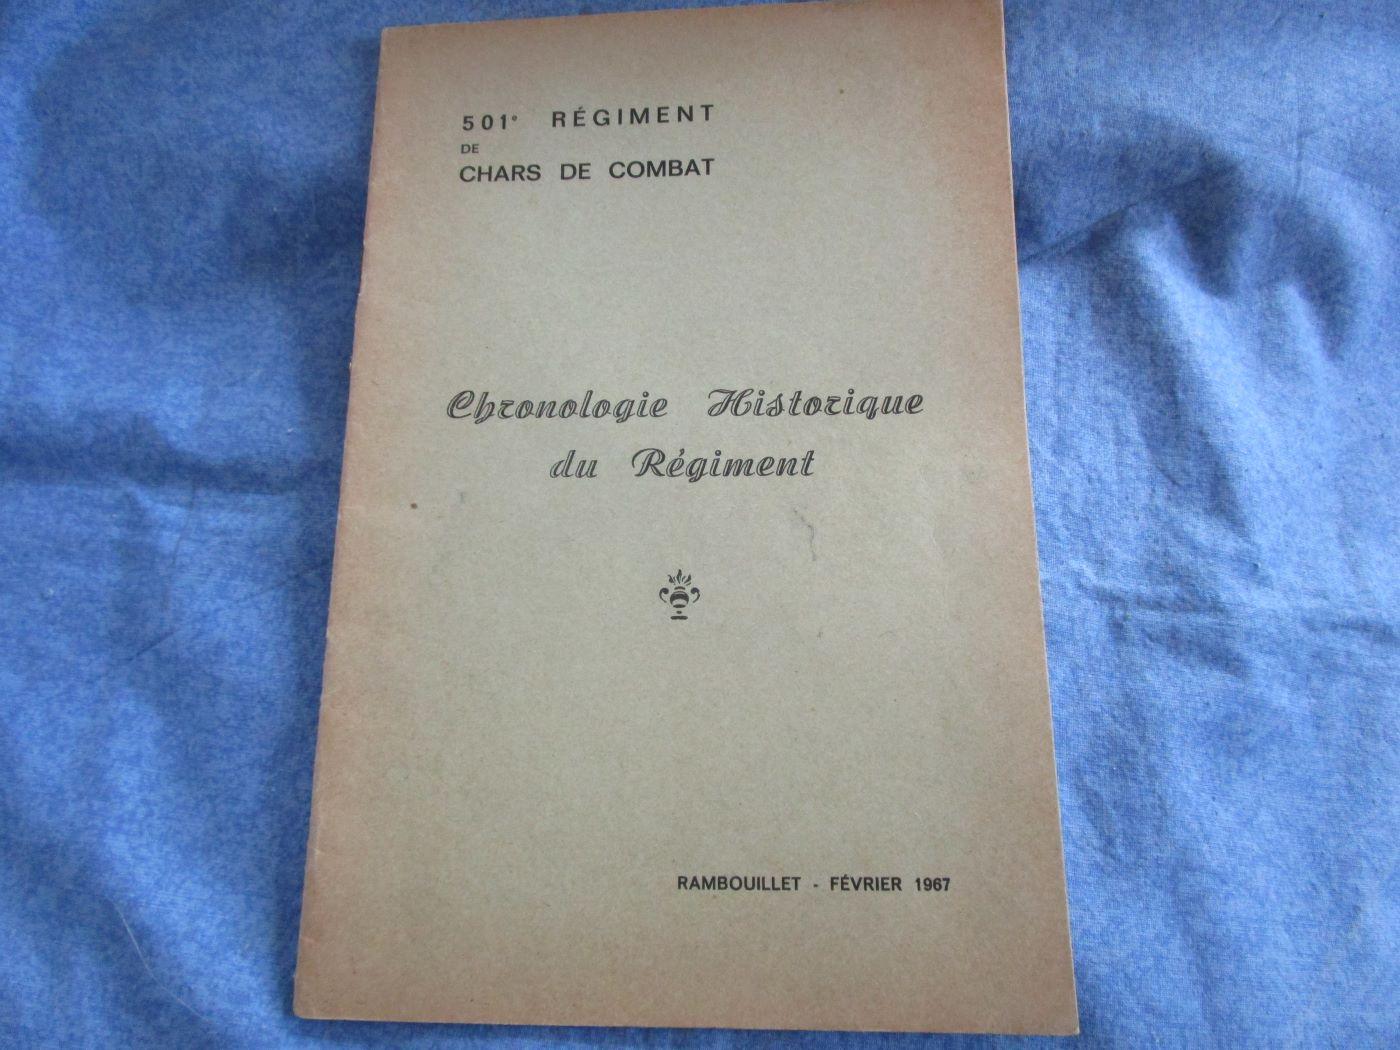 501e RÉGIMENT
DE
CHARS DE COMBAT
Chronologie Historique
du Régiment
RAMBOUILLET - FÉVRIER 1967